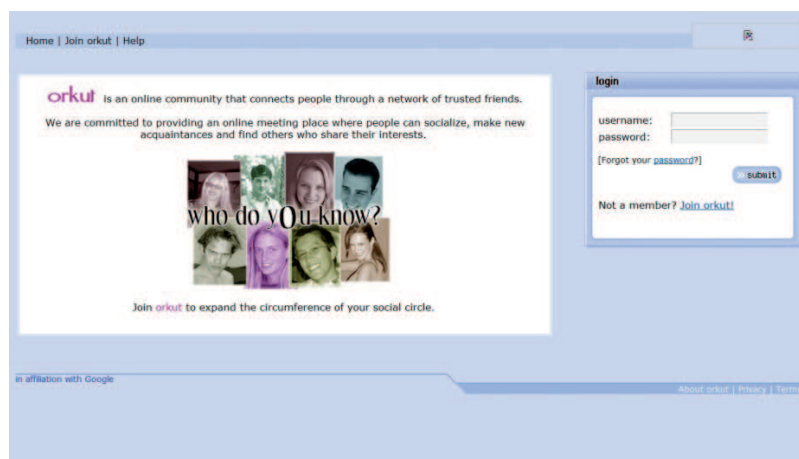 Home | Join orkut | Help
login
orkut is an online community that connects people through a network of trusted friends.
We are committed to providing an online meeting place where people can socialize, make new
acquaintances and find others who share their interests.
who do yOu know?
Join orkut to expand the circumference of your social circle.
username:
password:
[Forgot your password?]
submit
Not a member? Join orkut!
in affiliation with Google
About orkut | Privacy | Terms